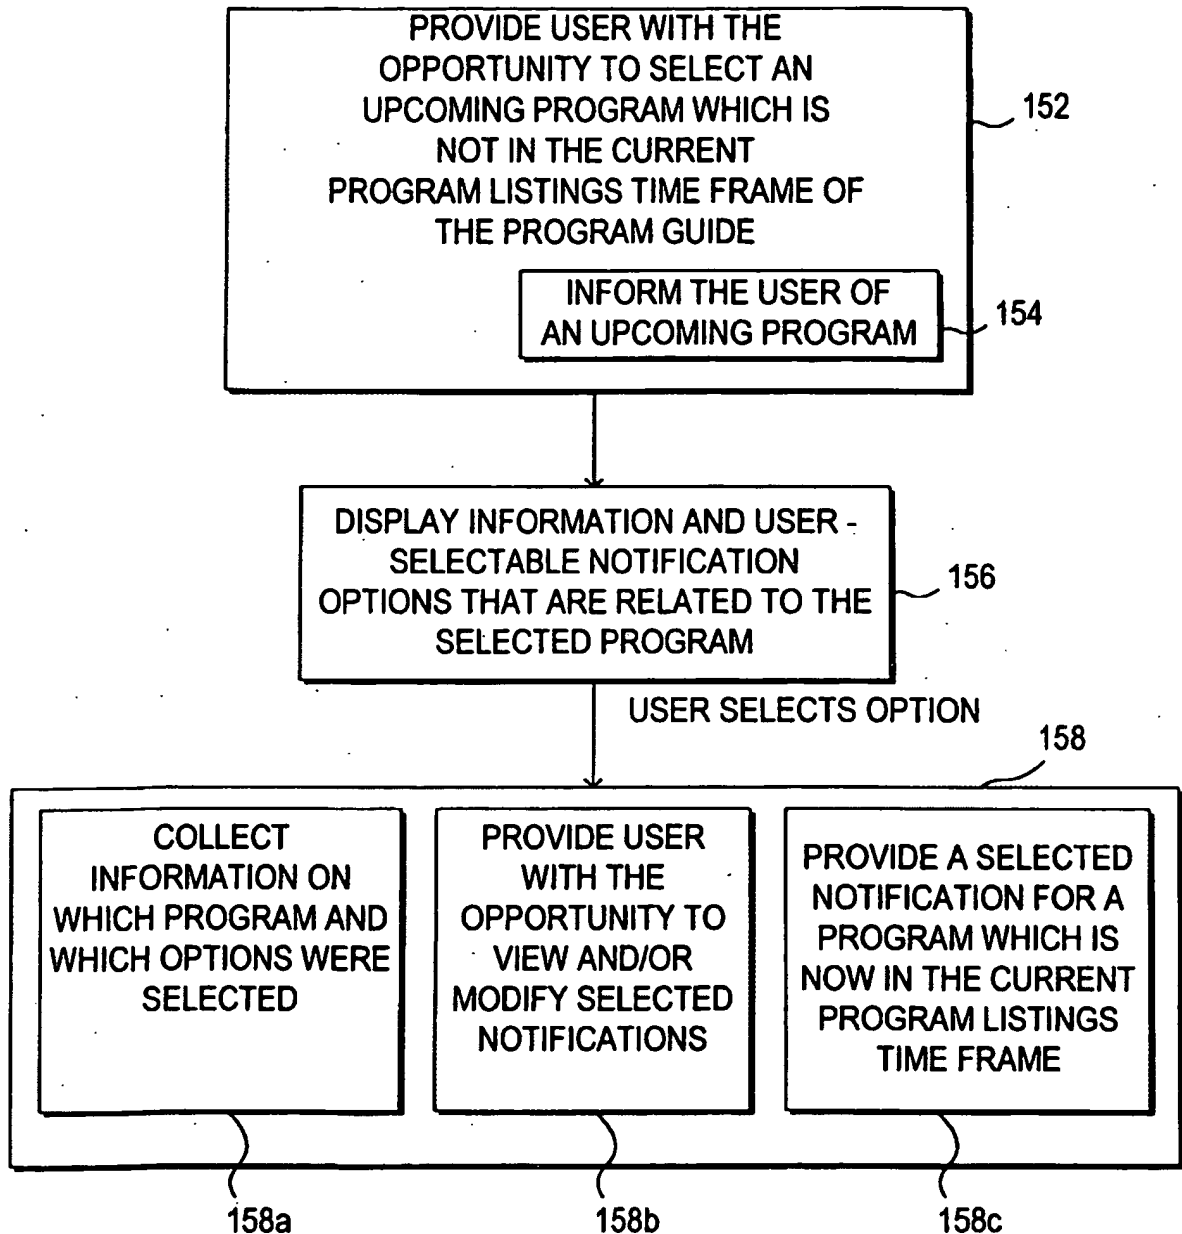 PROVIDE USER WITH THE
OPPORTUNITY TO SELECT AN
UPCOMING PROGRAM WHICH IS
NOT IN THE CURRENT
PROGRAM LISTINGS TIME FRAME OF
THE PROGRAM GUIDE
152
INFORM THE USER OF
AN UPCOMING PROGRAM
154
DISPLAY INFORMATION AND USER -
SELECTABLE NOTIFICATION
OPTIONS THAT ARE RELATED TO THE
SELECTED PROGRAM
156
USER SELECTS OPTION
158
COLLECT
INFORMATION ON
WHICH PROGRAM AND
WHICH OPTIONS WERE
SELECTED
PROVIDE USER
WITH THE
OPPORTUNITY TO
VIEW AND/OR
MODIFY SELECTED
NOTIFICATIONS
PROVIDE A SELECTED
NOTIFICATION FOR A
PROGRAM WHICH IS
NOW IN THE CURRENT
PROGRAM LISTINGS
TIME FRAME
158a
158b
158c